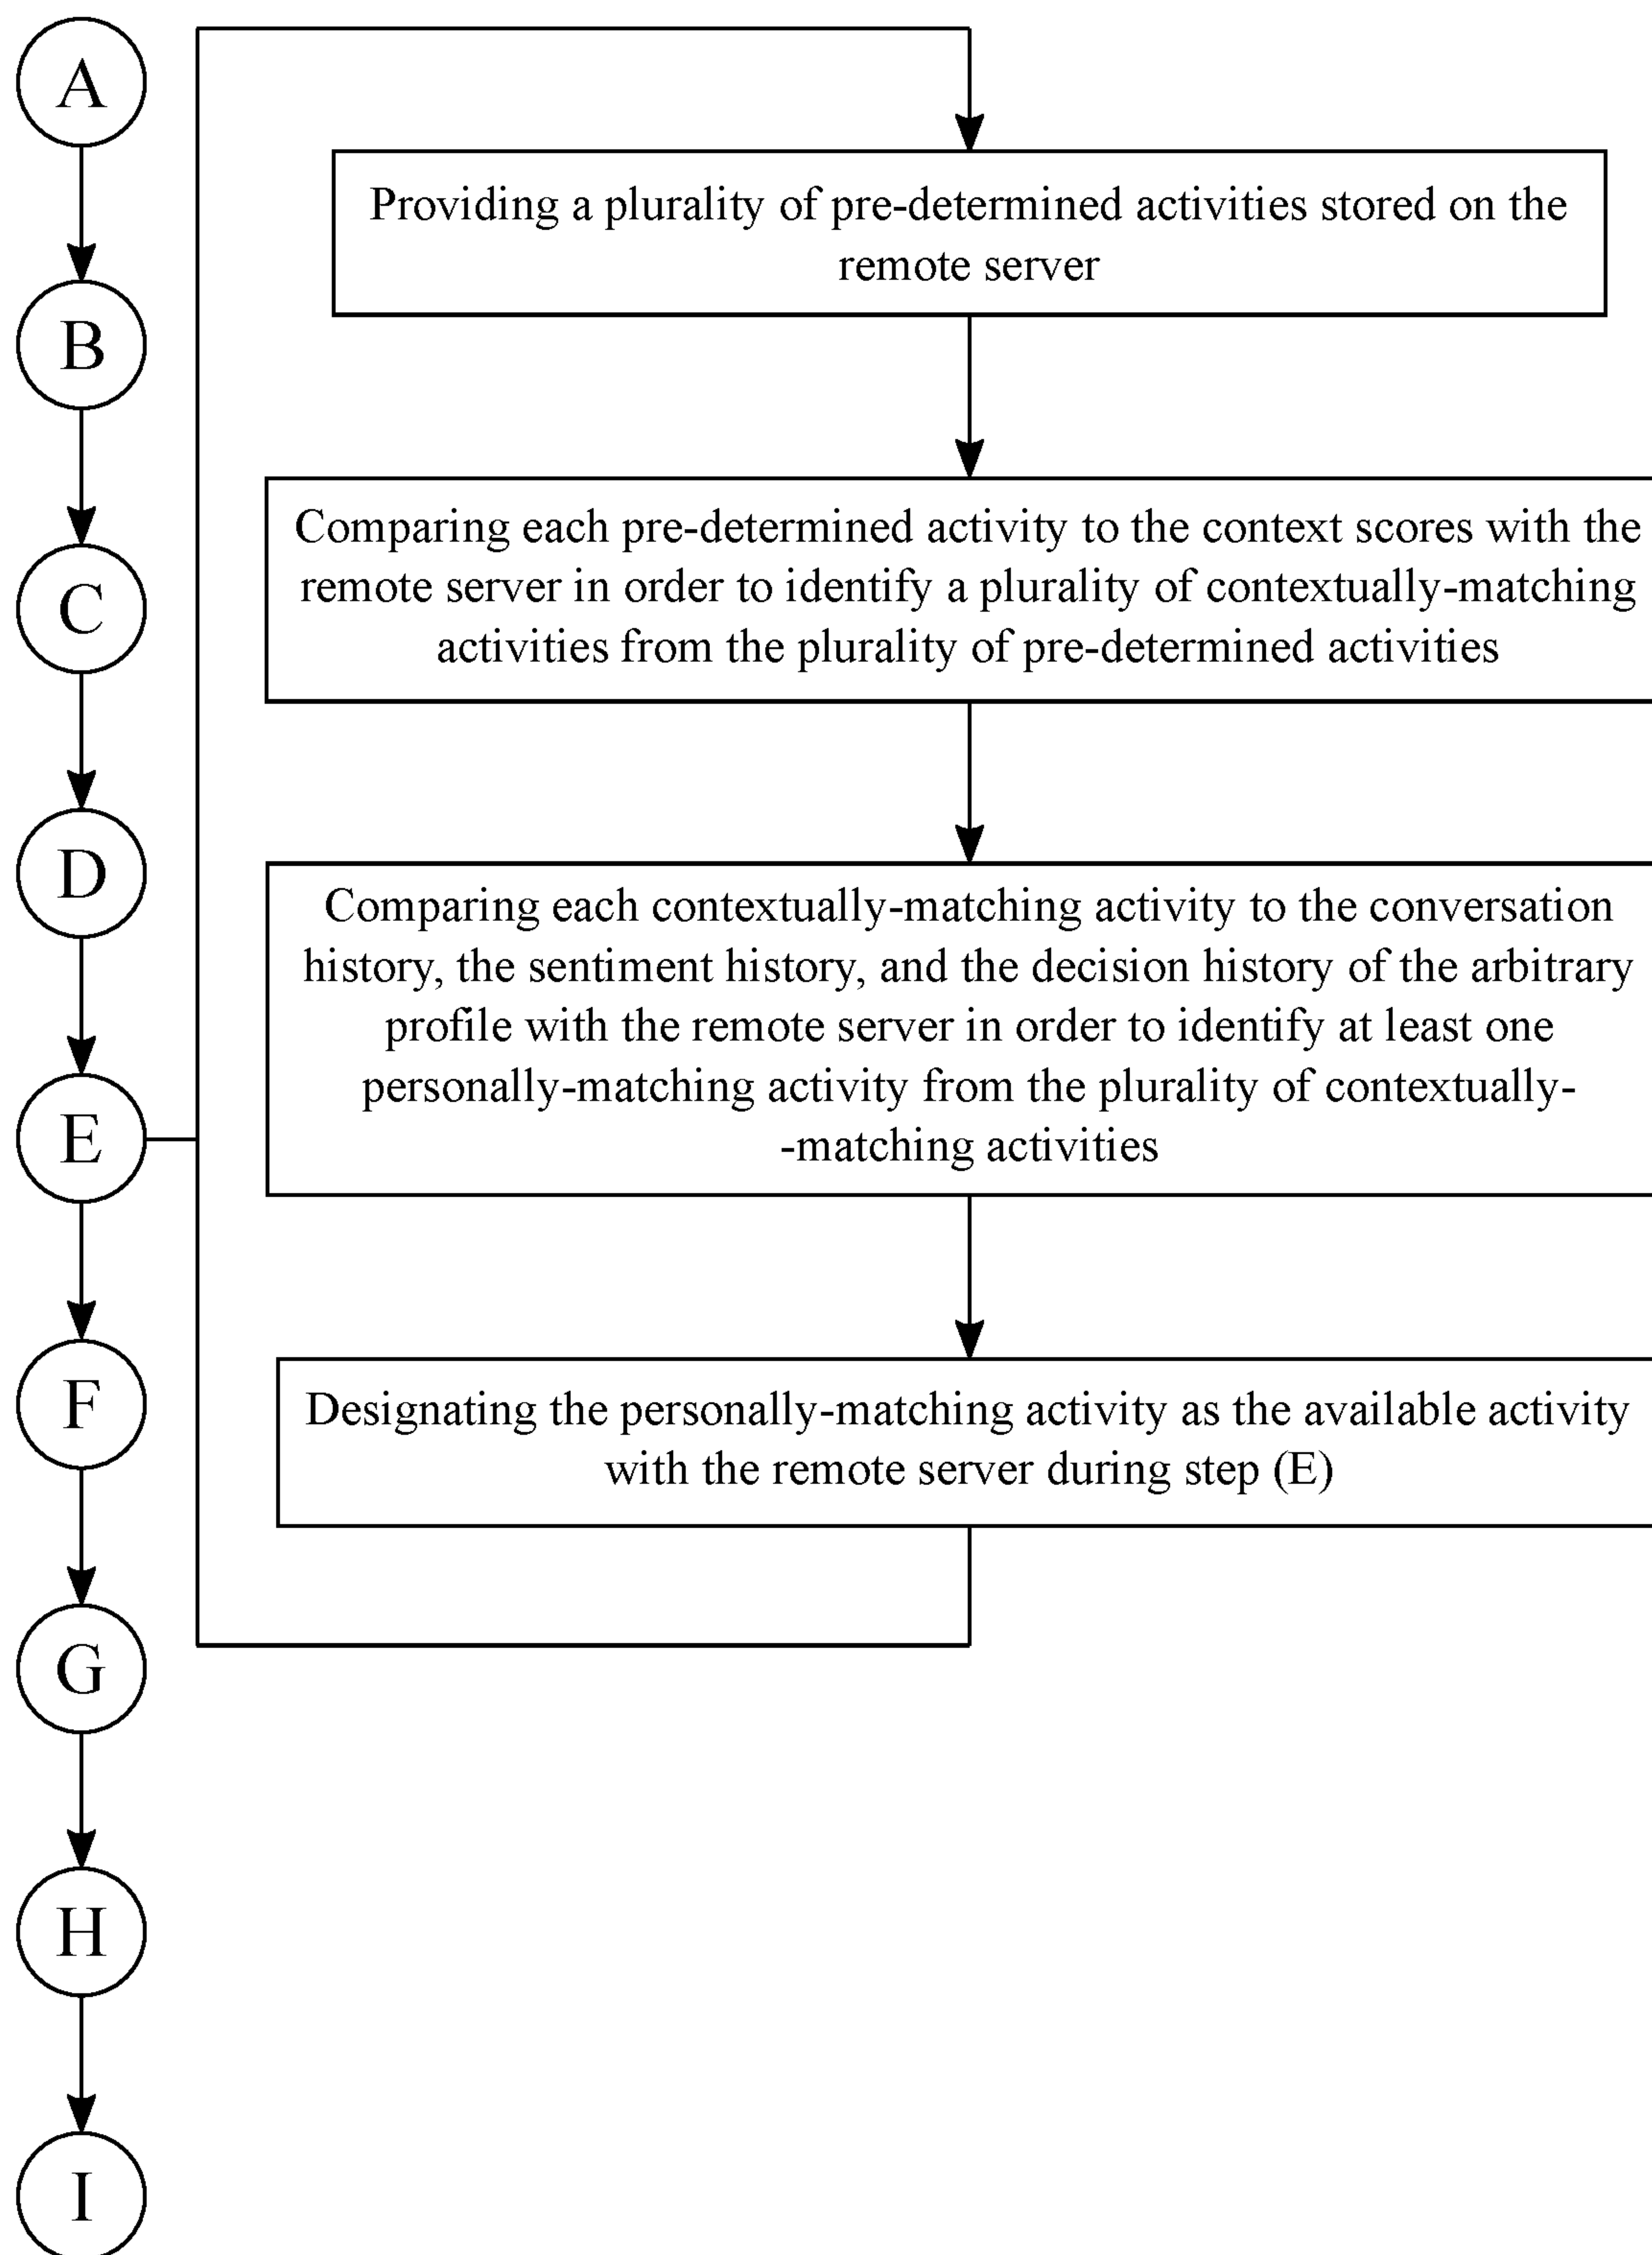 A
B
C
D
E
F
G
H
I
Providing a plurality of pre-determined activities stored on the
remote server
Comparing each pre-determined activity to the context scores with the
remote server in order to identify a plurality of contextually-matching
activities from the plurality of pre-determined activities
Comparing each contextually-matching activity to the conversation
history, the sentiment history, and the decision history of the arbitrary
profile with the remote server in order to identify at least one
personally-matching activity from the plurality of contextually-
-matching activities
Designating the personally-matching activity as the available activity
with the remote server during step (E)